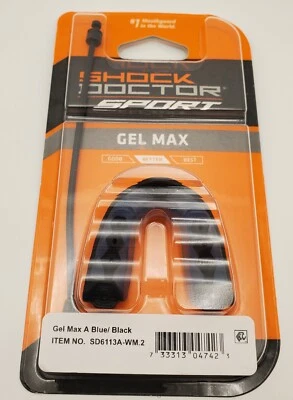 #1 Mouthguard
in the World
SHOCK
DOCTOR
SPORT
GEL MAX
GOOD BETTER BEST
Gel Max A Blue/ Black
ITEM NO. SD6113A-WM.2
7 33313 04742 1